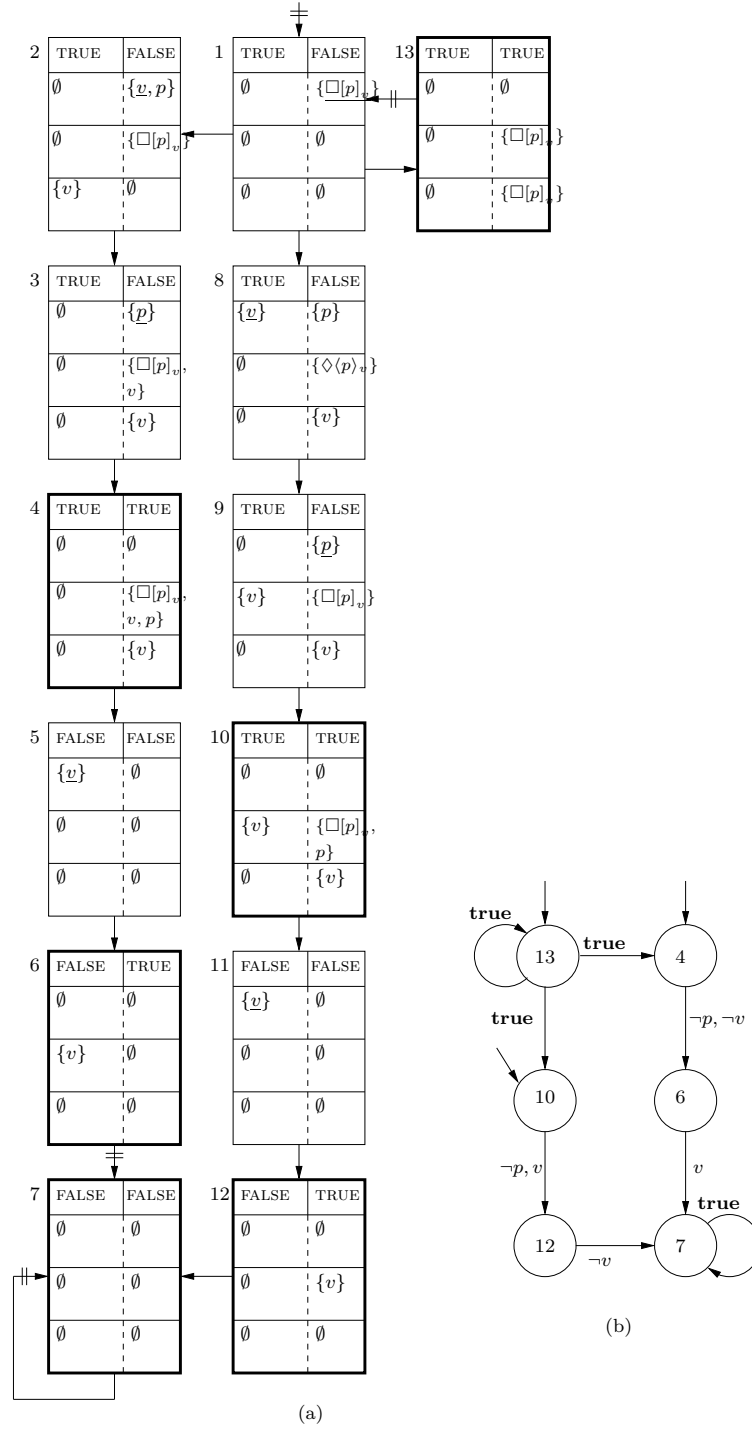 2 TRUE FALSE
∅ {v, p}
∅ {□[p]v}
{v} ∅
1 TRUE FALSE
∅ {□[p]v}
∅ ∅
∅ ∅
13 TRUE TRUE
∅ ∅
∅ {□[p]v}
∅ {□[p]v}
3 TRUE FALSE
∅ {p}
∅ {□[p]v,
v}
∅ {v}
8 TRUE FALSE
{v} {p}
∅ {◇⟨p⟩v}
∅ {v}
4 TRUE TRUE
∅ ∅
∅ {□[p]v,
v, p}
∅ {v}
9 TRUE FALSE
∅ {p}
{v} {□[p]v}
∅ {v}
5 FALSE FALSE
{v} ∅
∅ ∅
∅ ∅
10 TRUE TRUE
∅ ∅
{v} {□[p]v,
p}
∅ {v}
6 FALSE TRUE
∅ ∅
{v} ∅
∅ ∅
11 FALSE FALSE
{v} ∅
∅ ∅
∅ ∅
7 FALSE FALSE
∅ ∅
∅ ∅
∅ ∅
12 FALSE TRUE
∅ ∅
∅ {v}
∅ ∅
(a)
true
13
true
4
true
¬p, ¬v
10
6
¬p, v
v
true
12
¬v
7
(b)